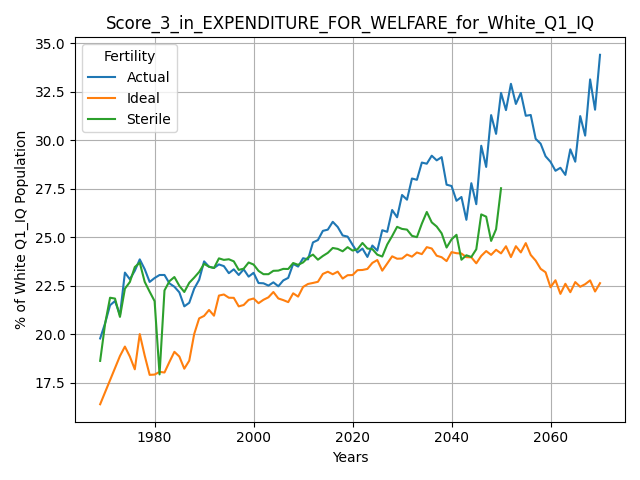 Score_3_in_EXPENDITURE_FOR_WELFARE_for_White_Q1_IQ
Fertility
Actual
Ideal
Sterile
35.0
32.5
30.0
27.5
25.0
22.5
20.0
17.5
% of White Q1_IQ Population
1980 2000 2020 2040 2060
Years